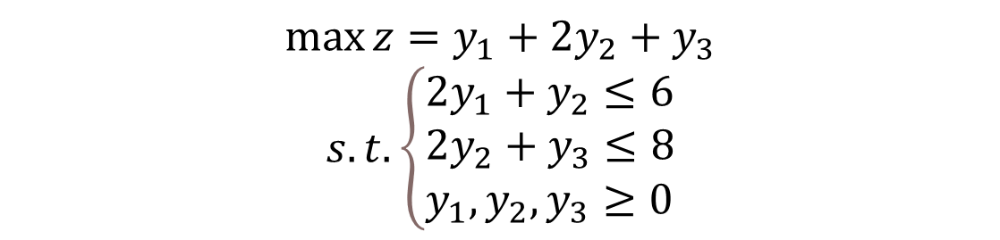 max z = y₁ + 2y₂ + y₃
s.t. { 2y₁ + y₂ ≤ 6
2y₂ + y₃ ≤ 8
y₁, y₂, y₃ ≥ 0